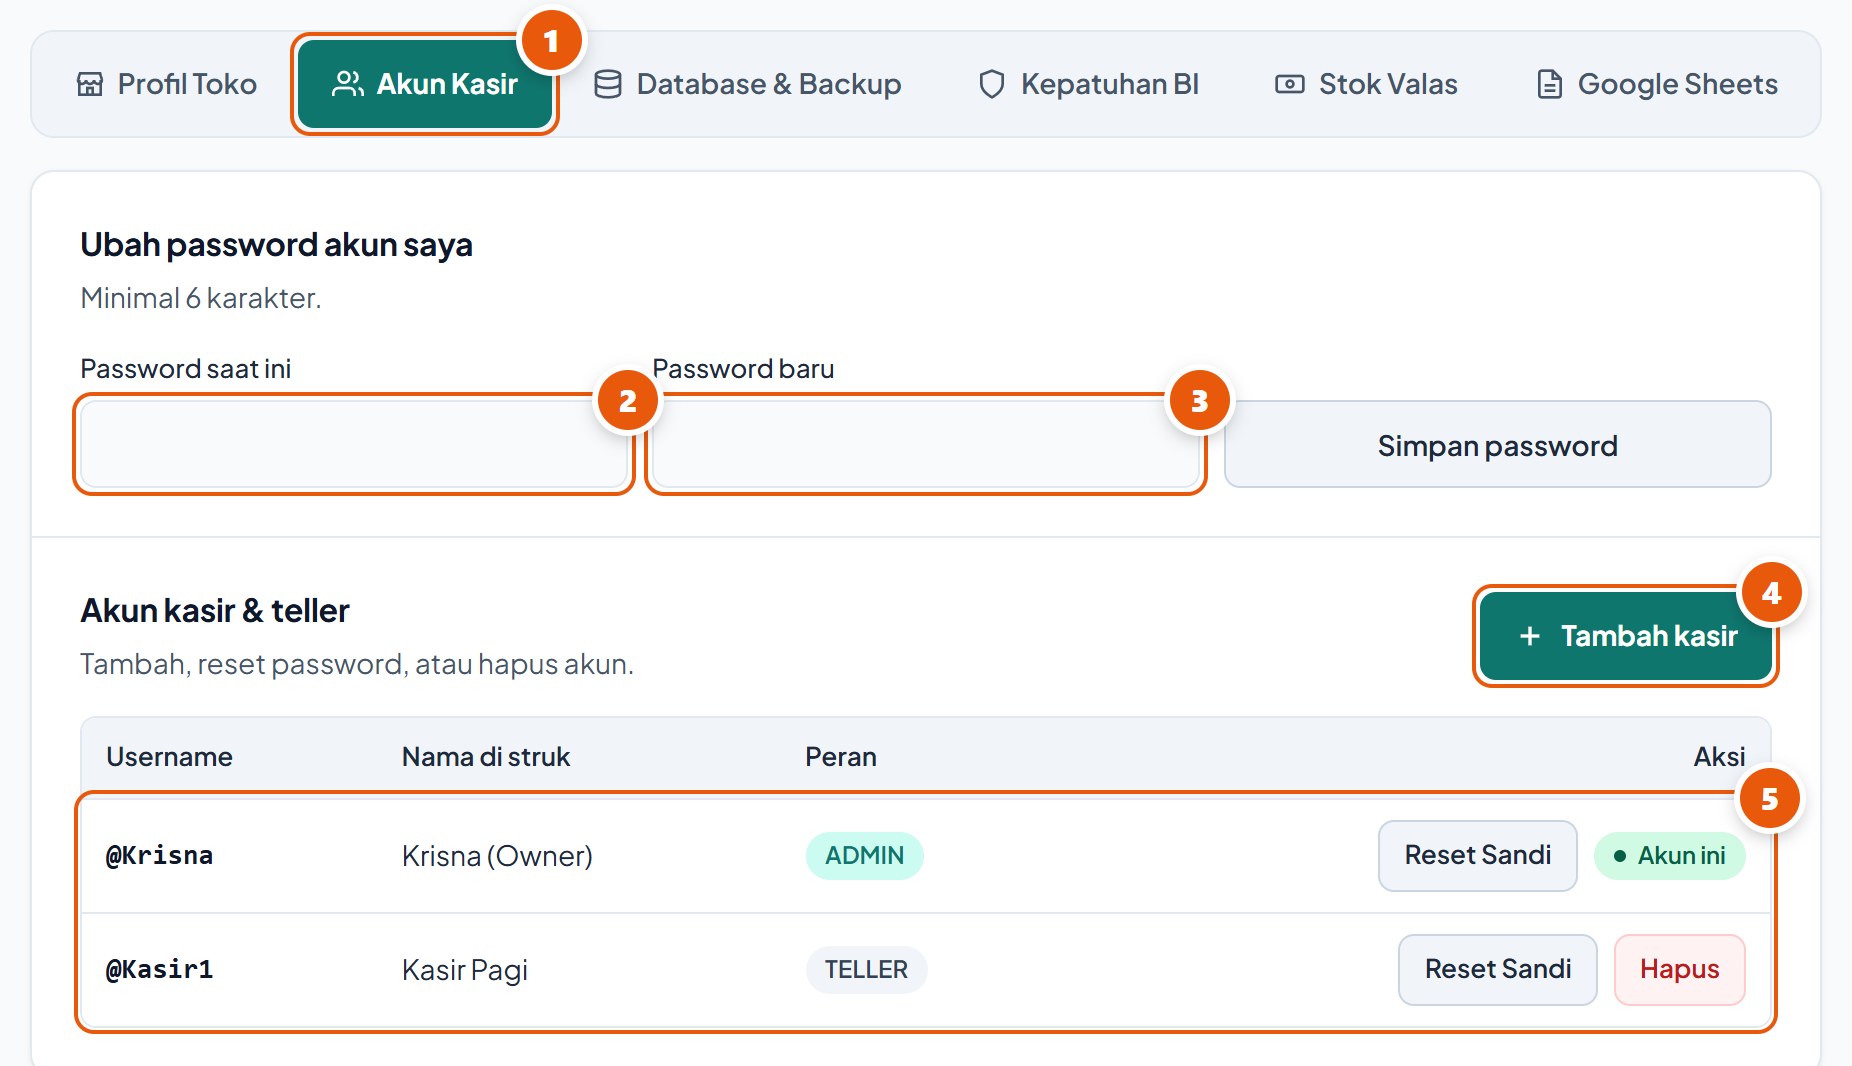 Profil Toko
Akun Kasir
1
Database & Backup
Kepatuhan BI
Stok Valas
Google Sheets
Ubah password akun saya
Minimal 6 karakter.
Password saat ini
2
Password baru
3
Simpan password
Akun kasir & teller
Tambah, reset password, atau hapus akun.
+ Tambah kasir
4
Username Nama di struk Peran Aksi
5
@Krisna Krisna (Owner) ADMIN Reset Sandi Akun ini
@Kasir1 Kasir Pagi TELLER Reset Sandi Hapus